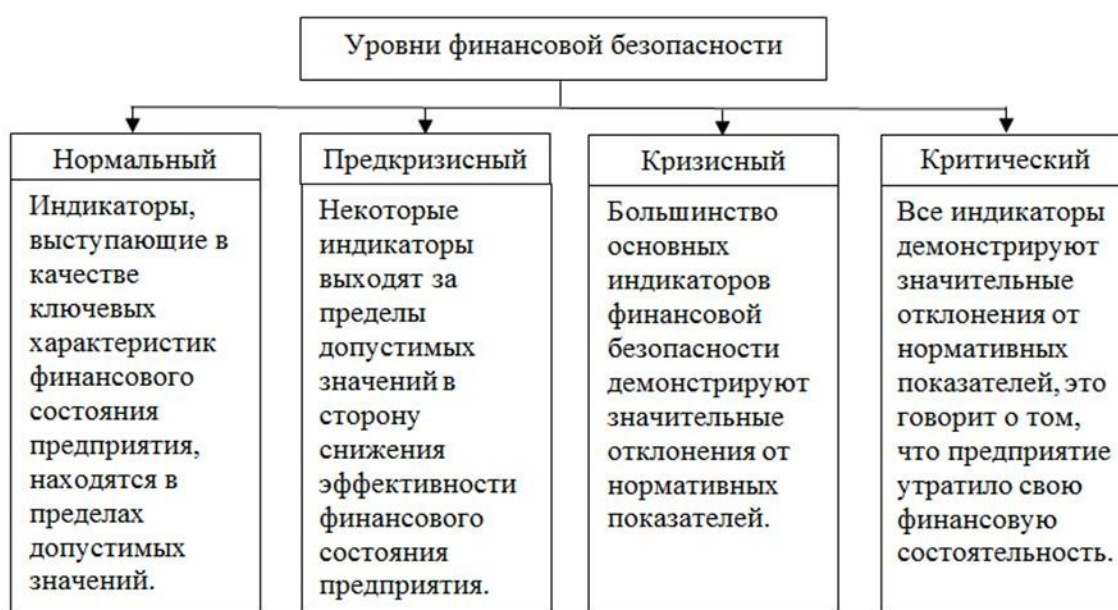 Уровни финансовой безопасности
Нормальный
Индикаторы,
выступающие в
качестве
ключевых
характеристик
финансового
состояния
предприятия,
находятся в
пределах
допустимых
значений.
Предкризисный
Некоторые
индикаторы
выходят за
пределы
допустимых
значений в
сторону
снижения
эффективности
финансового
состояния
предприятия.
Кризисный
Большинство
основных
индикаторов
финансовой
безопасности
демонстрируют
значительные
отклонения от
нормативных
показателей.
Критический
Все индикаторы
демонстрируют
значительные
отклонения от
нормативных
показателей, это
говорит о том,
что предприятие
утратило свою
финансовую
состоятельность.